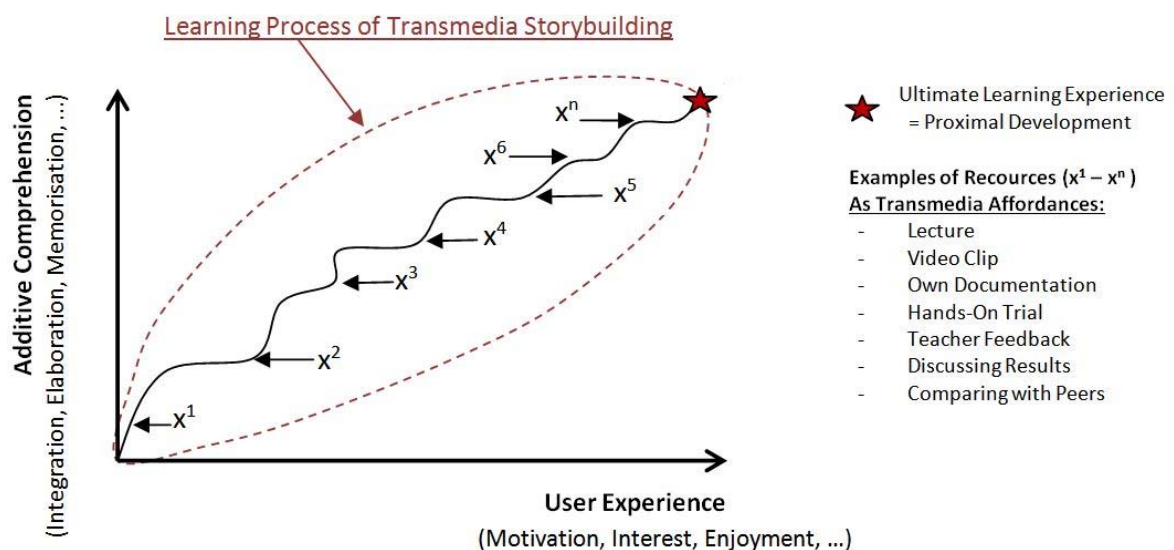 Learning Process of Transmedia Storybuilding
Additive Comprehension
(Integration, Elaboration, Memorisation, ...)
x¹
x²
x³
x⁴
x⁵
x⁶
xⁿ
User Experience
(Motivation, Interest, Enjoyment, ...)
Ultimate Learning Experience
= Proximal Development
Examples of Recources (x¹ – xⁿ )
As Transmedia Affordances:
- Lecture
- Video Clip
- Own Documentation
- Hands-On Trial
- Teacher Feedback
- Discussing Results
- Comparing with Peers